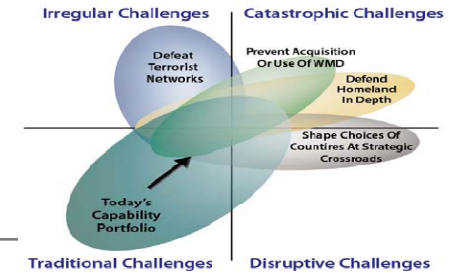 Irregular Challenges
Catastrophic Challenges
Defeat
Terrorist
Networks
Prevent Acquisition
Or Use Of WMD
Defend
Homeland
In Depth
Shape Choices Of
Countires At Strategic
Crossroads
Today's
Capability
Portfolio
Traditional Challenges
Disruptive Challenges